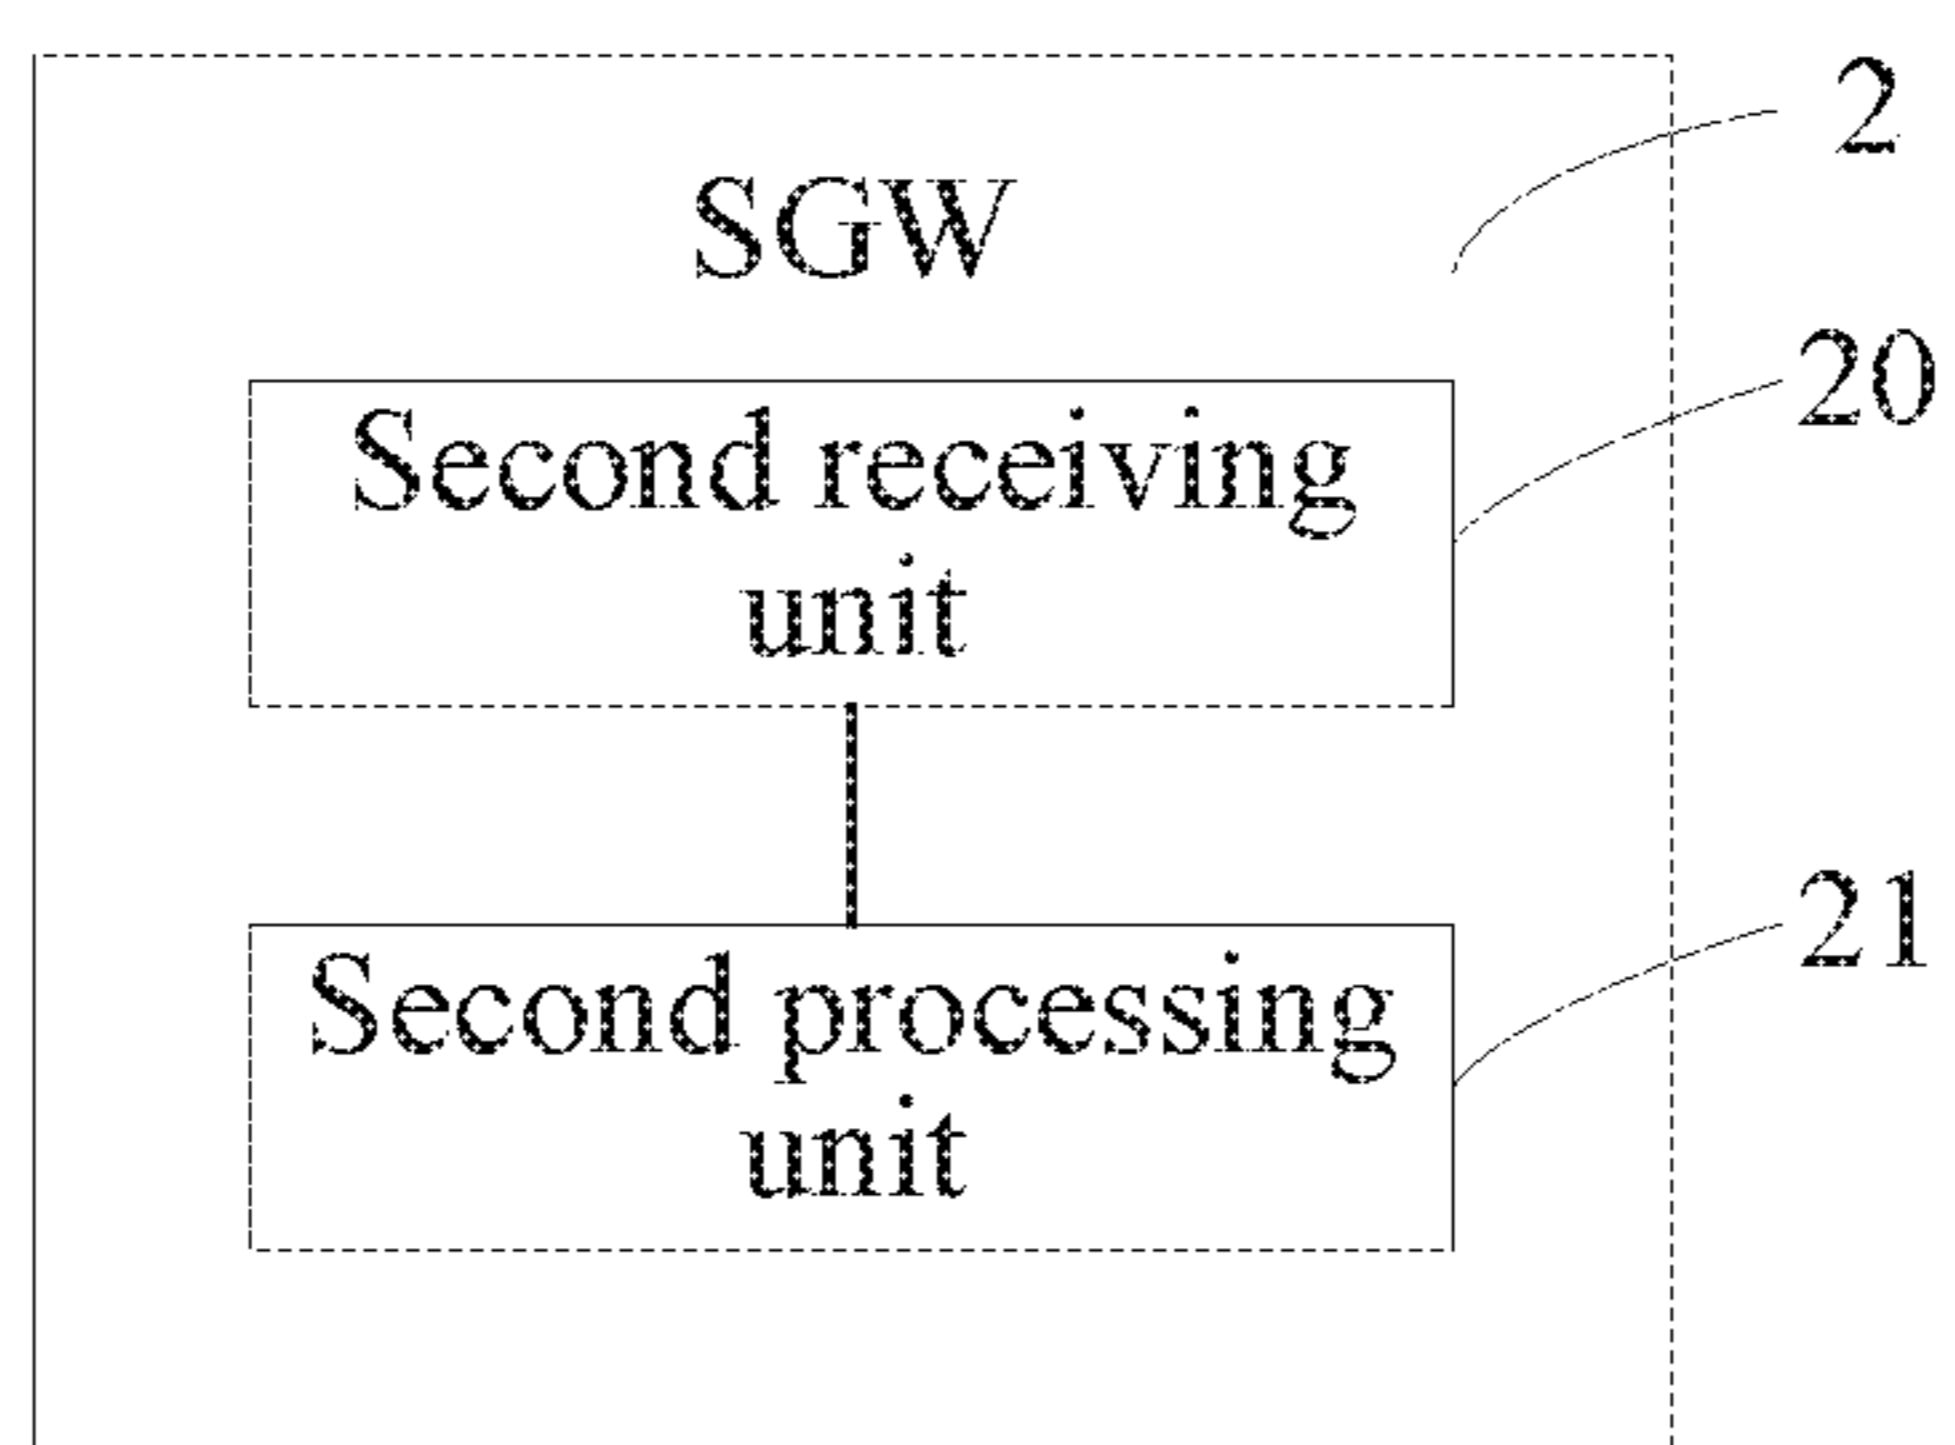 2
SGW
20
Second receiving
unit
21
Second processing
unit